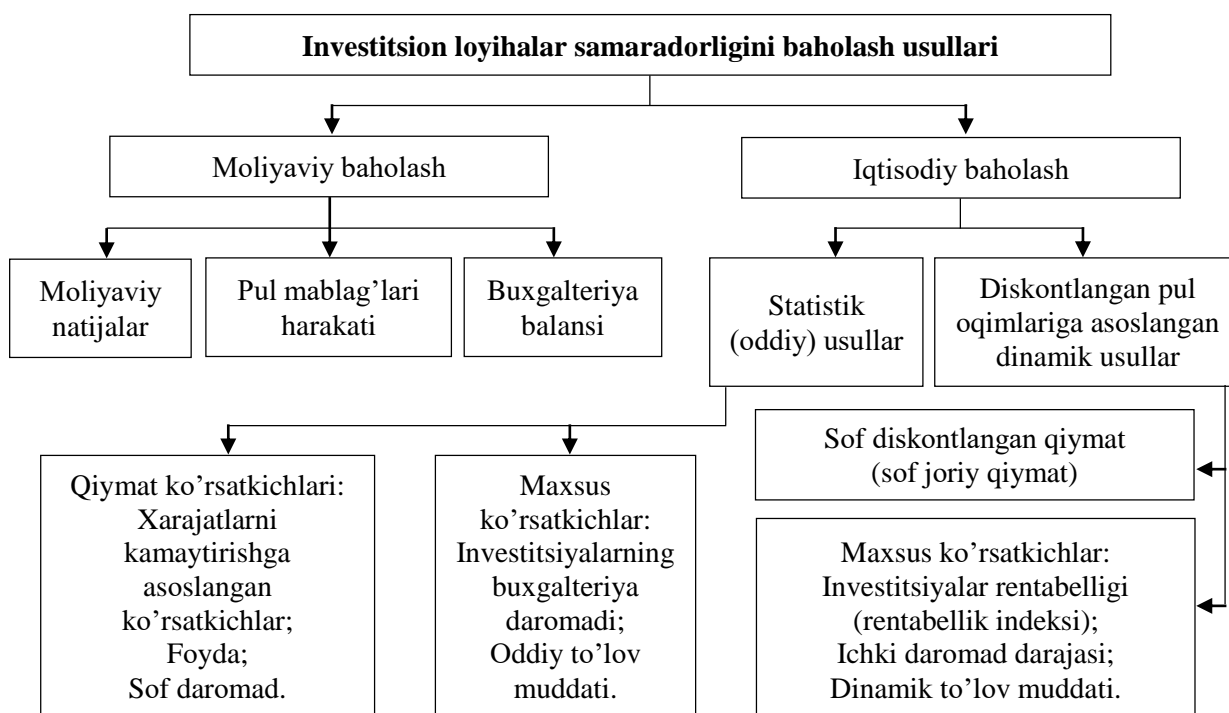 Investitsion loyihalar samaradorligini baholash usullari
Moliyaviy baholash
Iqtisodiy baholash
Moliyaviy
natijalar
Pul mablag’lari
harakati
Buxgalteriya
balansi
Statistik
(oddiy) usullar
Diskontlangan pul
oqimlariga asoslangan
dinamik usullar
Qiymat ko’rsatkichlari:
Xarajatlarni
kamaytirishga
asoslangan
ko’rsatkichlar;
Foyda;
Sof daromad.
Maxsus
ko’rsatkichlar:
Investitsiyalarning
buxgalteriya
daromadi;
Oddiy to’lov
muddati.
Sof diskontlangan qiymat
(sof joriy qiymat)
Maxsus ko’rsatkichlar:
Investitsiyalar rentabelligi
(rentabellik indeksi);
Ichki daromad darajasi;
Dinamik to’lov muddati.